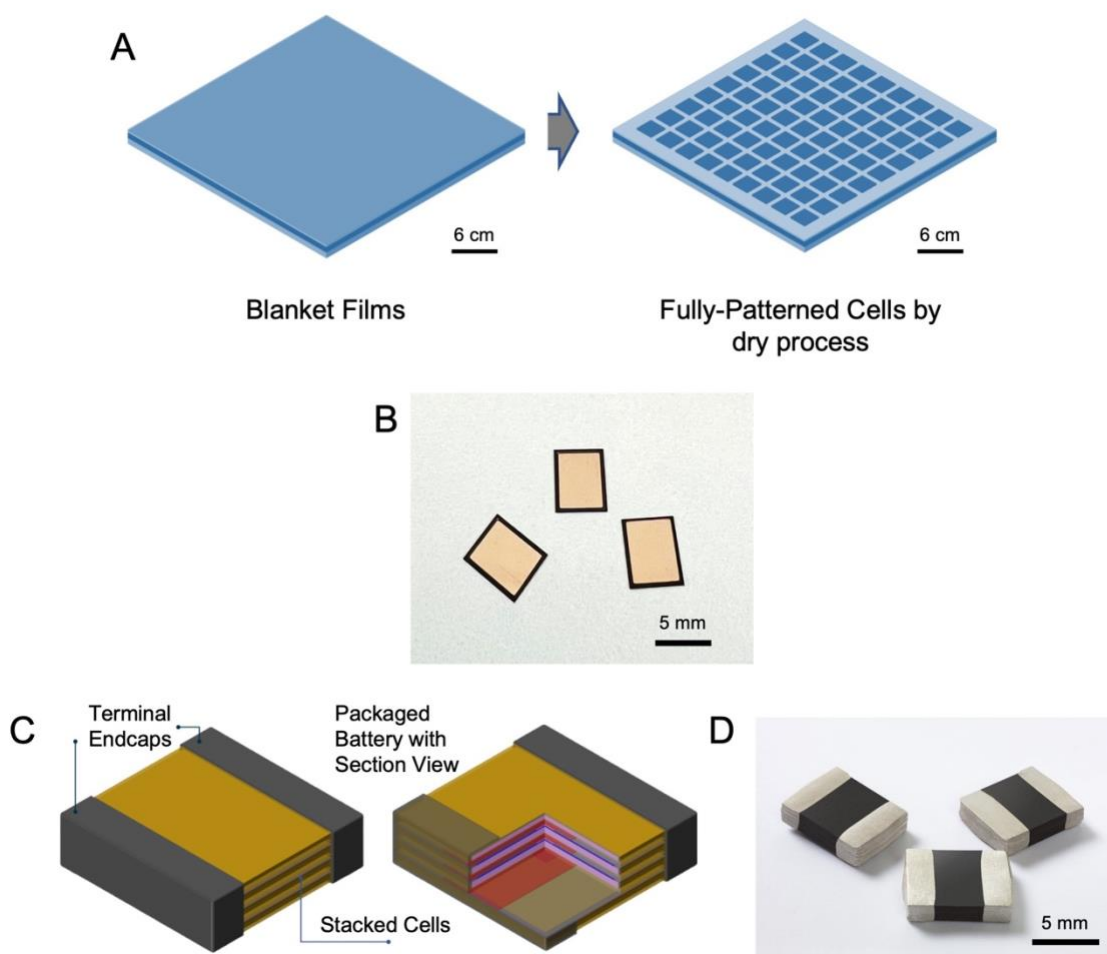 A
6 cm
6 cm
Blanket Films
Fully-Patterned Cells by
dry process
B
5 mm
C
Terminal
Endcaps
Packaged
Battery with
Section View
Stacked Cells
D
5 mm